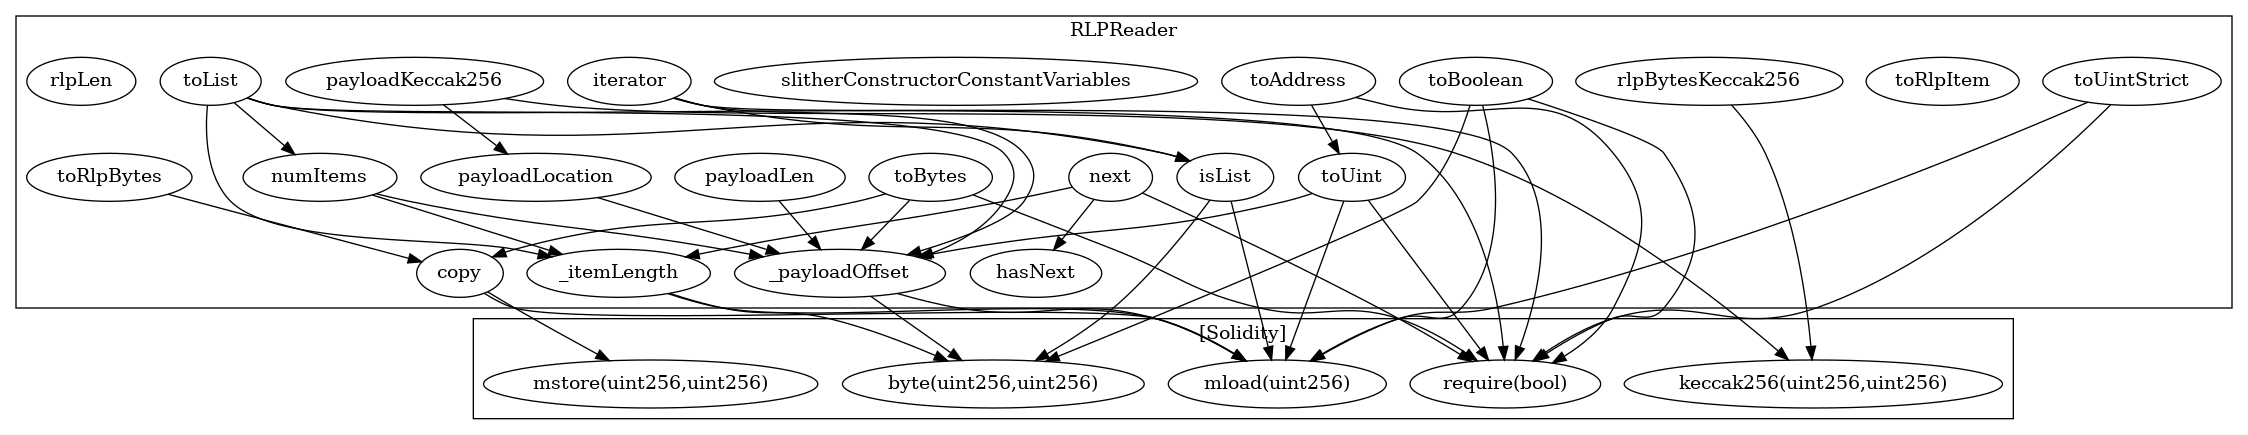 RLPReader
rlpLen
toList
payloadKeccak256
iterator
slitherConstructorConstantVariables
toAddress
toBoolean
rlpBytesKeccak256
toRlpItem
toUintStrict
toRlpBytes
numItems
payloadLocation
payloadLen
toBytes
next
isList
toUint
copy
_itemLength
_payloadOffset
hasNext
[Solidity]
mstore(uint256,uint256)
byte(uint256,uint256)
mload(uint256)
require(bool)
keccak256(uint256,uint256)